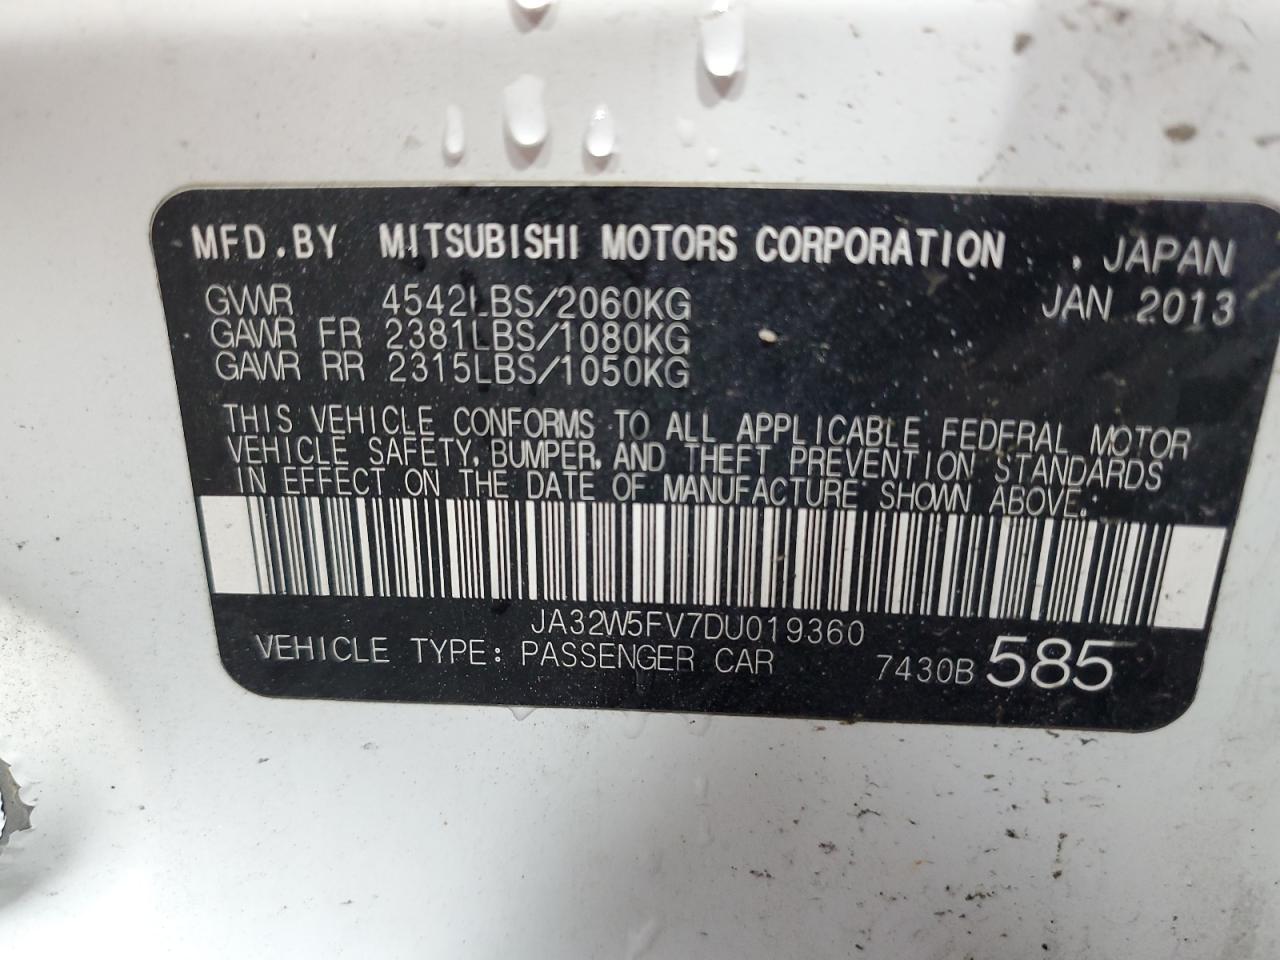 MFD.BY MITSUBISHI MOTORS CORPORATION , JAPAN
GVWR 4542LBS/2060KG JAN 2013
GAWR FR 2381LBS/1080KG
GAWR RR 2315LBS/1050KG
THIS VEHICLE CONFORMS TO ALL APPLICABLE FEDERAL MOTOR
VEHICLE SAFETY, BUMPER, AND THEFT PREVENTION STANDARDS
IN EFFECT ON THE DATE OF MANUFACTURE SHOWN ABOVE.
JA32W5FV7DU019360
VEHICLE TYPE: PASSENGER CAR 7430B 585